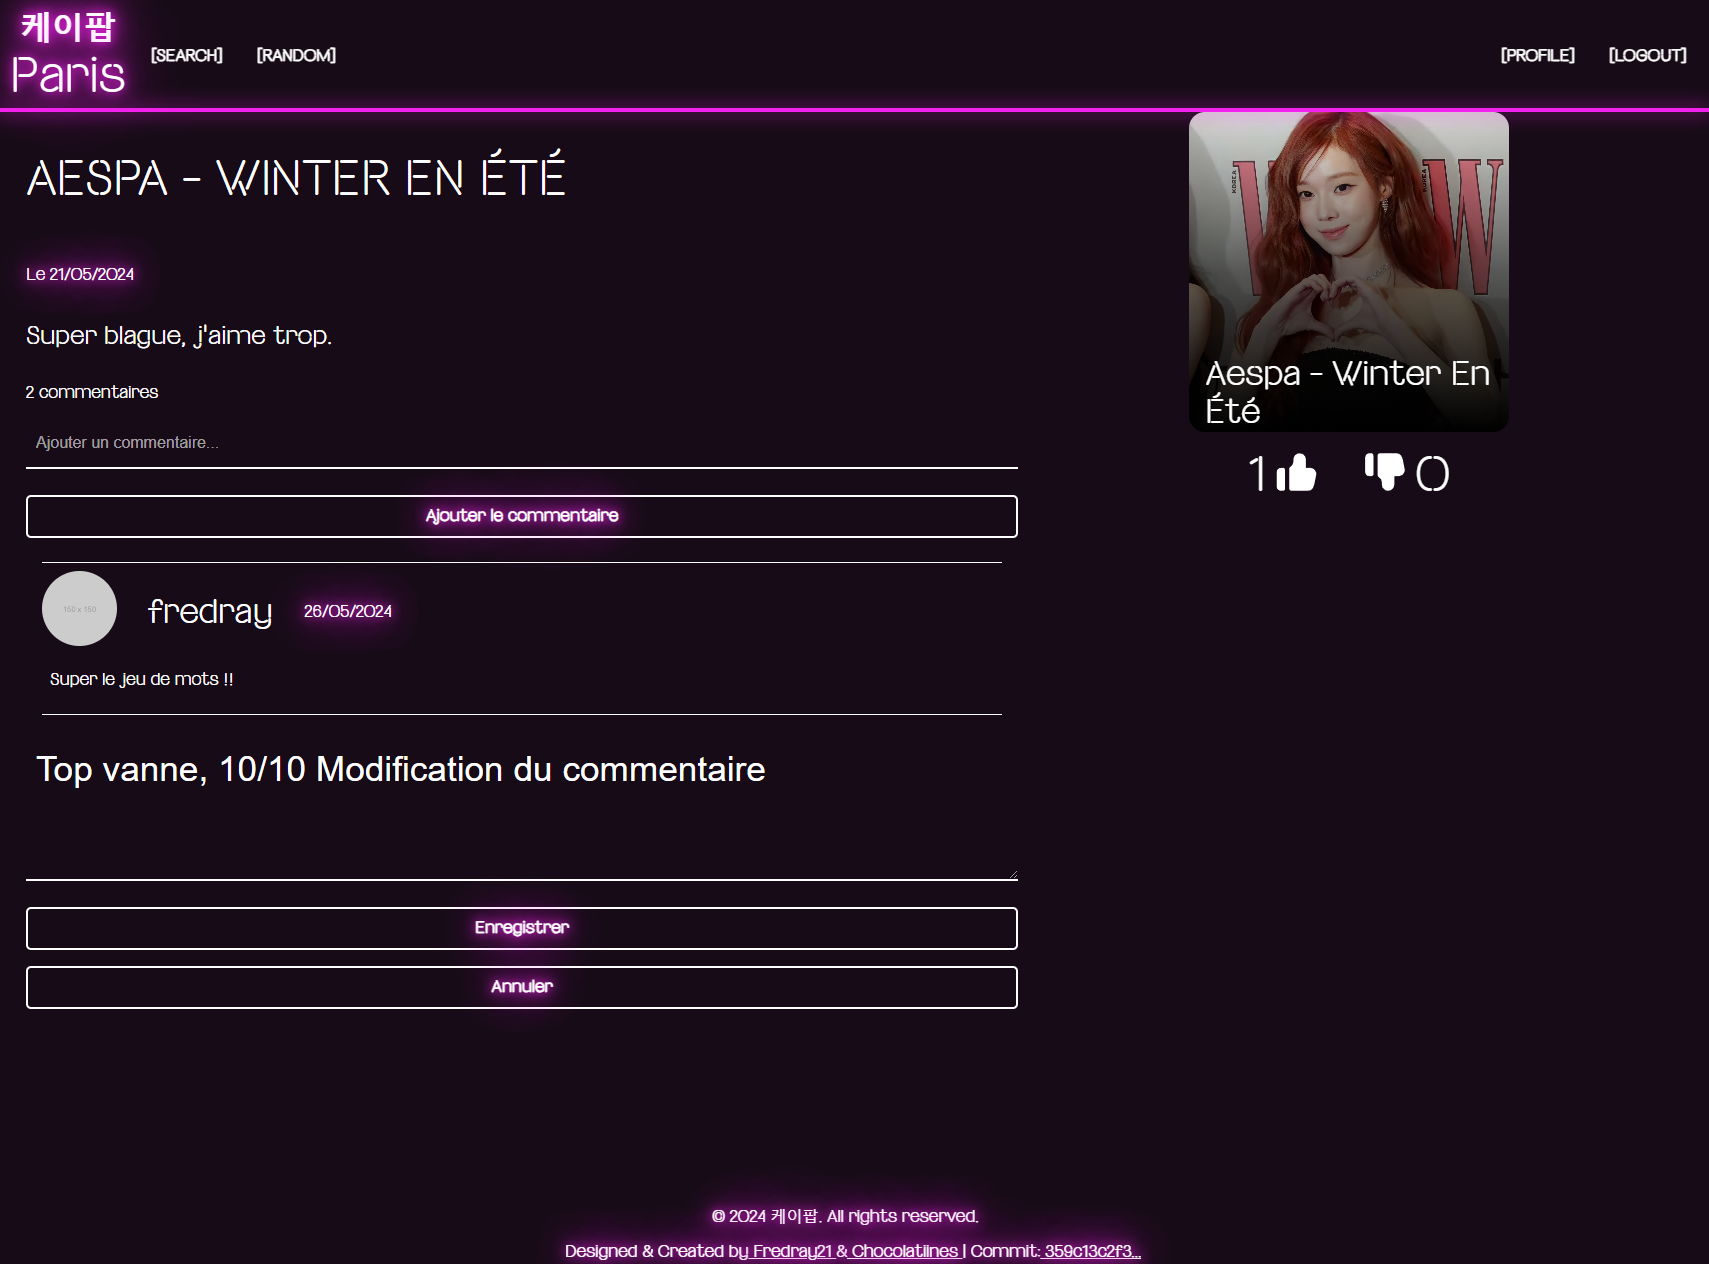 케이팝
Paris
[SEARCH]
[RANDOM]
[PROFILE]
[LOGOUT]
AESPA - WINTER EN ÉTÉ
Le 21/05/2024
Super blague, j'aime trop.
2 commentaires
Ajouter un commentaire...
Ajouter le commentaire
150 x 150
fredray
26/05/2024
Super le jeu de mots !!
Top vanne, 10/10 Modification du commentaire
Enregistrer
Annuler
W W
KOREA
KOREA
Aespa - Winter En
Été
1
0
© 2024 케이팝. All rights reserved.
Designed & Created by Fredray21 & Chocolatiines | Commit: 359c13c2f3...